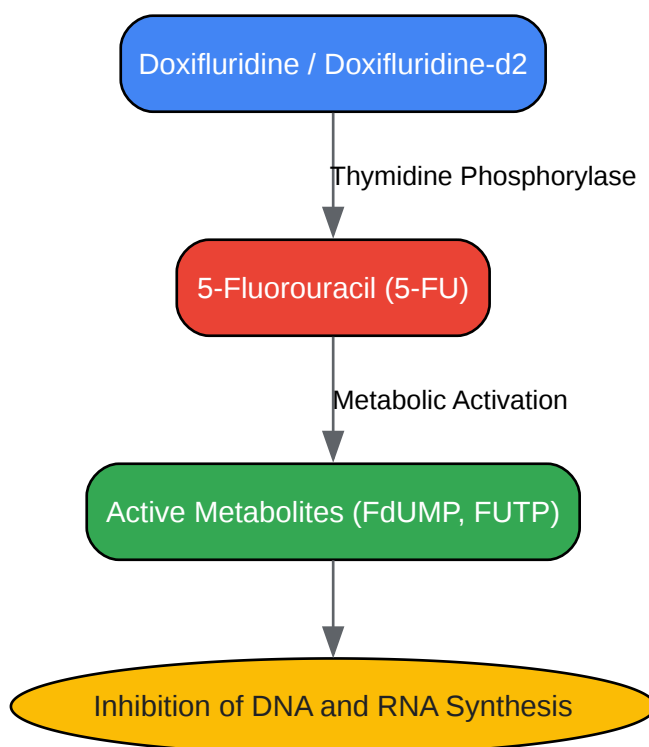 Doxifluridine / Doxifluridine-d2
Thymidine Phosphorylase
5-Fluorouracil (5-FU)
Metabolic Activation
Active Metabolites (FdUMP, FUTP)
Inhibition of DNA and RNA Synthesis